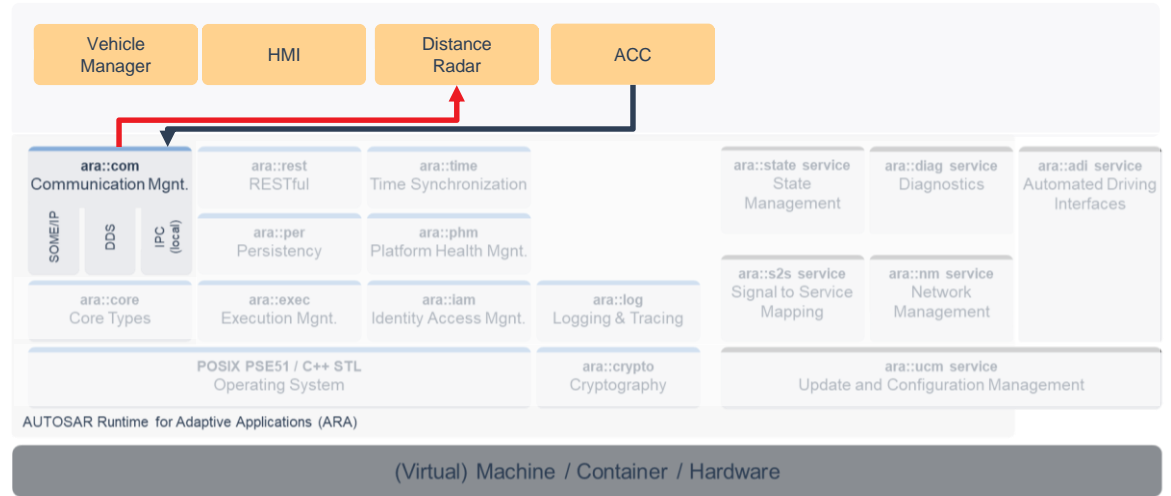 Vehicle
Manager
HMI
Distance
Radar
ACC
ara::com
Communication Mgnt.
SOME/IP
DDS
IPC
(local)
ara::rest
RESTful
ara::time
Time Synchronization
ara::per
Persistency
ara::phm
Platform Health Mgnt.
ara::core
Core Types
ara::exec
Execution Mgnt.
ara::iam
Identity Access Mgnt.
ara::log
Logging & Tracing
ara::state service
State
Management
ara::diag service
Diagnostics
ara::adi service
Automated Driving
Interfaces
ara::s2s service
Signal to Service
Mapping
ara::nm service
Network
Management
POSIX PSE51 / C++ STL
Operating System
ara::crypto
Cryptography
ara::ucm service
Update and Configuration Management
AUTOSAR Runtime for Adaptive Applications (ARA)
(Virtual) Machine / Container / Hardware